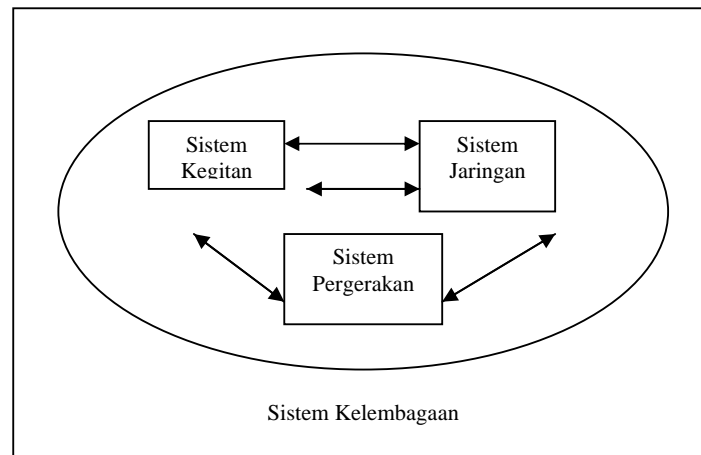 Sistem
Kegitan
Sistem
Jaringan
Sistem
Pergerakan
Sistem Kelembagaan